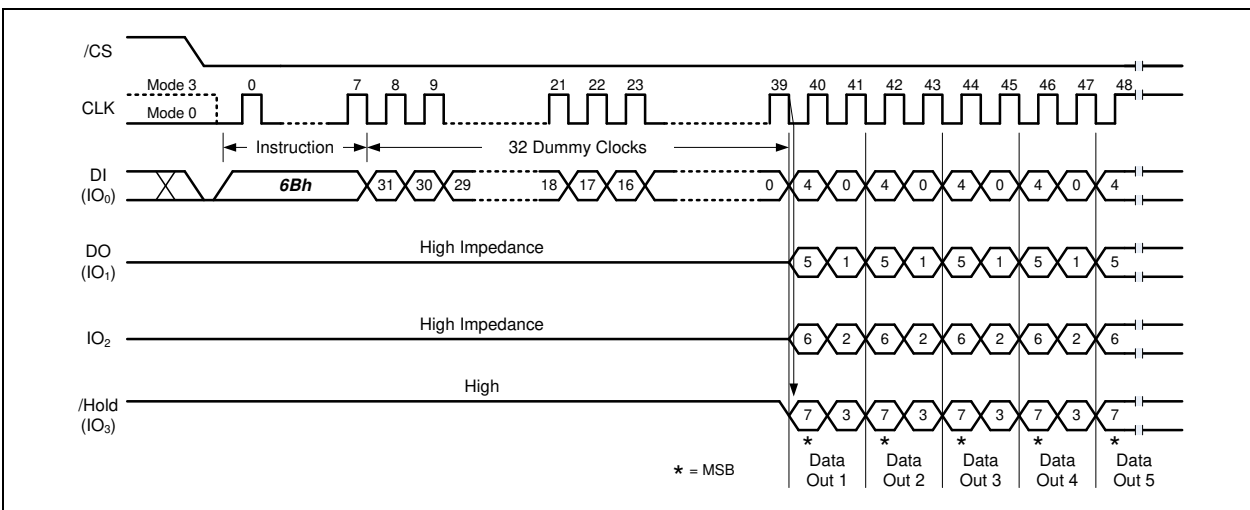 /CS
Mode 3 0 7 8 9 21 22 23 39 40 41 42 43 44 45 46 47 48
CLK
Mode 0
Instruction 32 Dummy Clocks
DI
(IO0) 6Bh 31 30 29 18 17 16 0 4 0 4 0 4 0 4 0 4
High Impedance
DO
(IO1) 5 1 5 1 5 1 5 1 5
High Impedance
IO2 6 2 6 2 6 2 6 2 6
High
/Hold
(IO3) 7 3 7 3 7 3 7 3 7
* * * * *
* = MSB
Data Data Data Data Data
Out 1 Out 2 Out 3 Out 4 Out 5